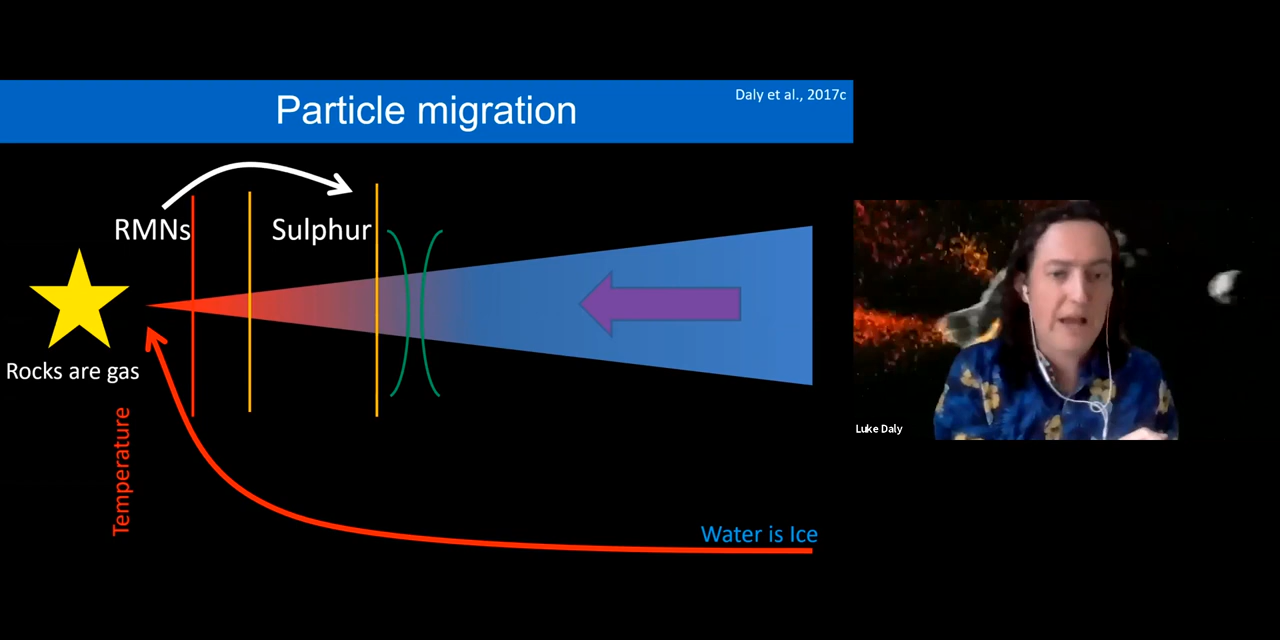 Particle migration
Daly et al., 2017c
RMNs
Sulphur
Rocks are gas
Temperature
Water is Ice
Luke Daly